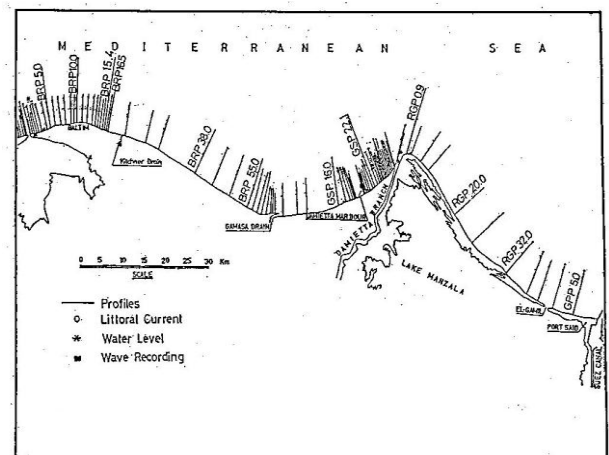 MEDITERRANEAN SEA
BRP 5.0
BRP 10.0
BRP 15.4
BRP 16.5
BALTIM
Kitchner Drain
BRP 38.0
BRP 55.0
GAMASA DRAIN
GSP 16.0
GSP 22.1
DAMIETTA HARBOUR
DAMIETTA BRANCH
RGP 0.9
RGP 20.0
RGP 32.0
LAKE MANZALA
EL-GAMIL
GPP 5.0
PORT SAID
SUEZ CANAL
0 5 10 15 20 25 30 Km
SCALE
Profiles
Littoral Current
Water Level
Wave Recording